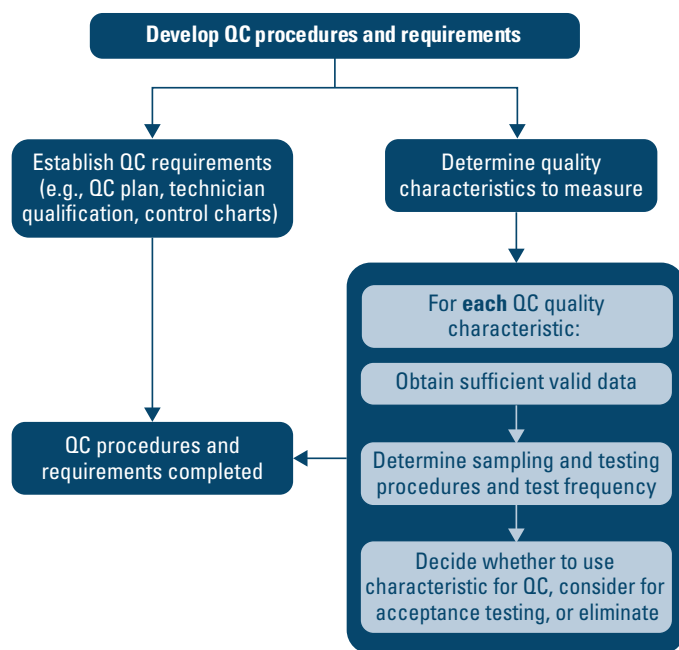 Develop QC procedures and requirements
Establish QC requirements
(e.g., QC plan, technician
qualification, control charts)
Determine quality
characteristics to measure
For each QC quality
characteristic:
Obtain sufficient valid data
Determine sampling and testing
procedures and test frequency
Decide whether to use
characteristic for QC, consider for
acceptance testing, or eliminate
QC procedures and
requirements completed